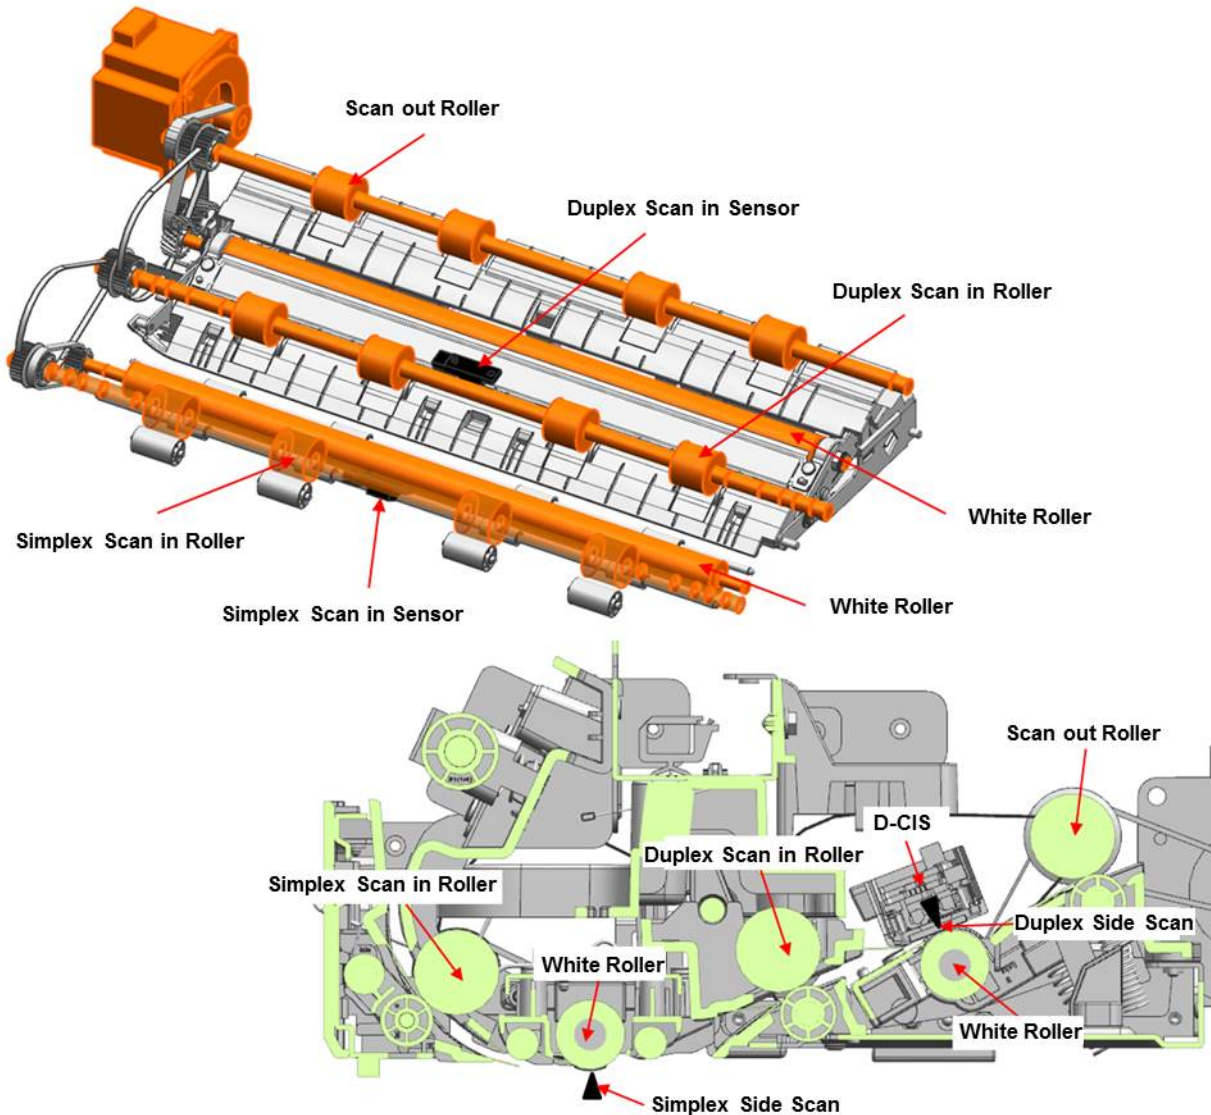 Scan out Roller
Duplex Scan in Sensor
Duplex Scan in Roller
White Roller
Simplex Scan in Roller
White Roller
Simplex Scan in Sensor
Scan out Roller
D-CIS
Duplex Scan in Roller
Simplex Scan in Roller
Duplex Side Scan
White Roller
White Roller
Simplex Side Scan